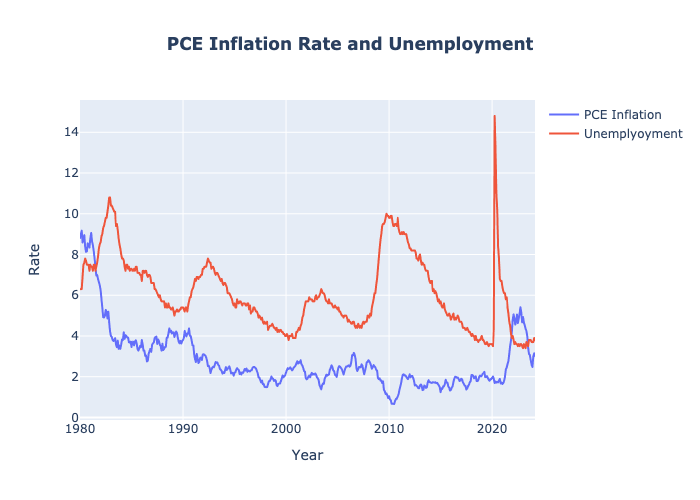 PCE Inflation Rate and Unemployment
PCE Inflation
Unemplyoyment
Rate
14
12
10
8
6
4
2
0
1980
1990
2000
2010
2020
Year